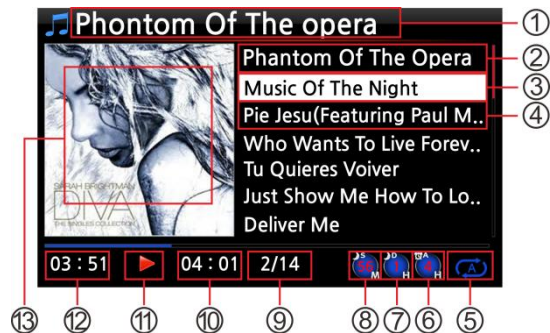 Phontom Of The opera
①
Phantom Of The Opera
②
Music Of The Night
③
Pie Jesu(Featuring Paul M..
④
Who Wants To Live Forev..
Tu Quieres Voiver
Just Show Me How To Lo..
Deliver Me
SARAH BRIGHTMAN
DIVA
THE SINGLES COLLECTION
03 : 51
04 : 01
2/14
S
M
D
1
H
A
4
H
A
⑬
⑫
⑪
⑩
⑨
⑧
⑦
⑥
⑤